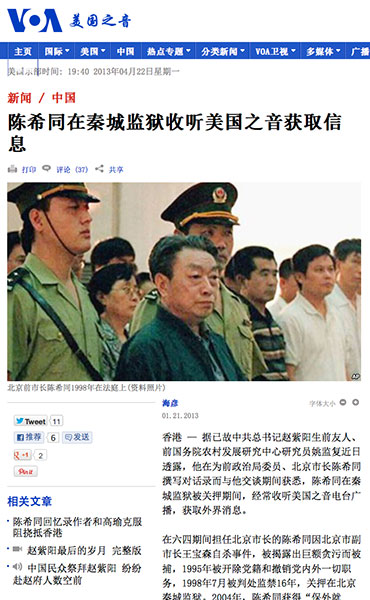 VOA 美国之音
主页 国际 美国 中国 热点专题 分类新闻 VOA卫视 多媒体 广播
美国东部时间: 19:40 2013年04月22日星期一
新闻 / 中国
陈希同在秦城监狱收听美国之音获取信
息
打印 评论 (37) 共享
AP
北京前市长陈希同1998年在法庭上(资料照片)
Tweet 11
推荐 6 发送
+1 2
Pin it
相关文章
陈希同回忆录作者和高瑜克服
阻挠抵香港
赵紫阳最后的岁月 完整版
中国民众祭拜赵紫阳 纷纷
赴赵府人数空前
海彦
字体大小
01.21.2013
香港 — 据已故中共总书记赵紫阳生前友人、
前国务院农村发展研究中心研究员姚监复近日
透露，他在为前政治局委员、北京市长陈希同
撰写对话录而与他交谈期间获悉，陈希同在秦
城监狱被关押期间，经常收听美国之音电台广
播，获取外界消息。
在六四期间担任北京市长的陈希同因北京市副
市长王宝森自杀事件，被揭露出巨额贪污而被
捕，1995年被开除党籍和撤销党内外一切职
务，1998年7月被判处监禁16年，关押在北京
秦城监狱。2004年，陈希同获得“保外就